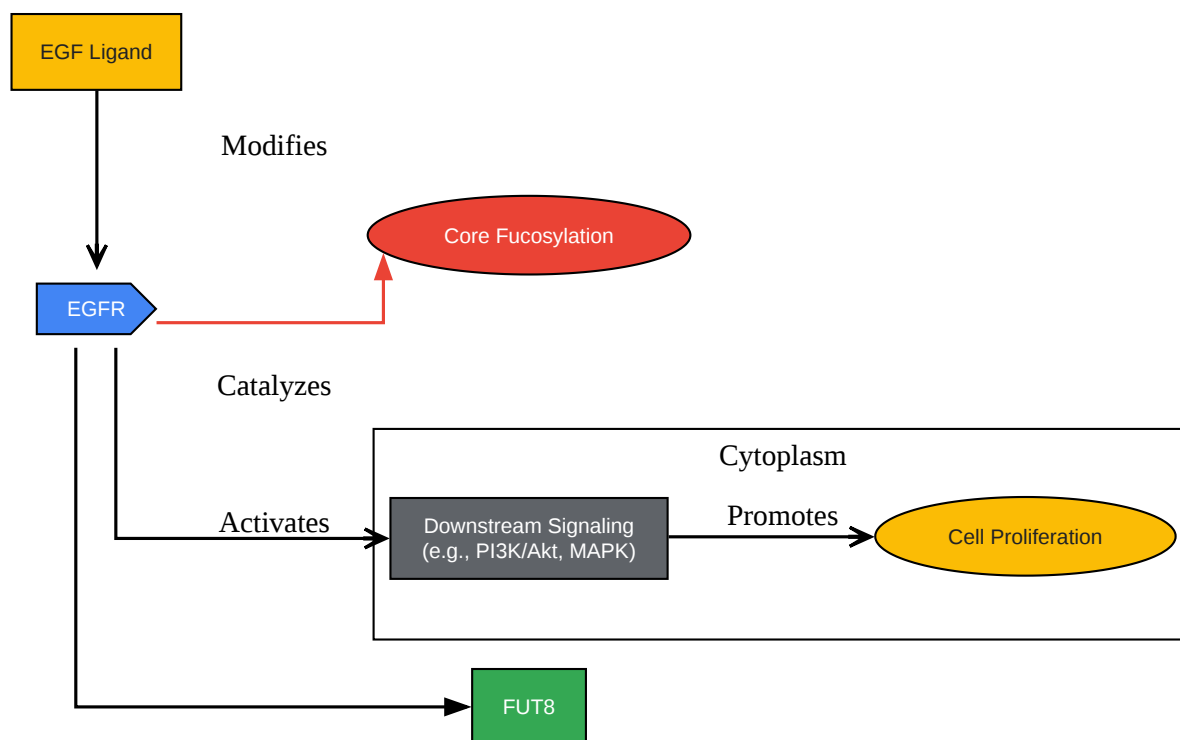 EGF Ligand
Modifies
Core Fucosylation
EGFR
Catalyzes
Cytoplasm
Activates
Downstream Signaling
(e.g., PI3K/Akt, MAPK)
Promotes
Cell Proliferation
FUT8